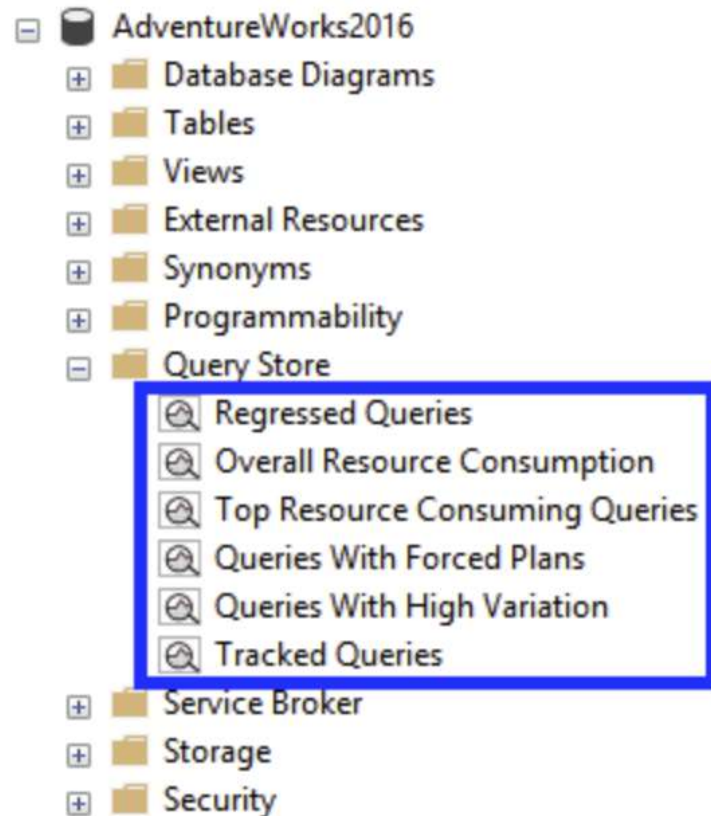 AdventureWorks2016
Database Diagrams
Tables
Views
External Resources
Synonyms
Programmability
Query Store
Regressed Queries
Overall Resource Consumption
Top Resource Consuming Queries
Queries With Forced Plans
Queries With High Variation
Tracked Queries
Service Broker
Storage
Security